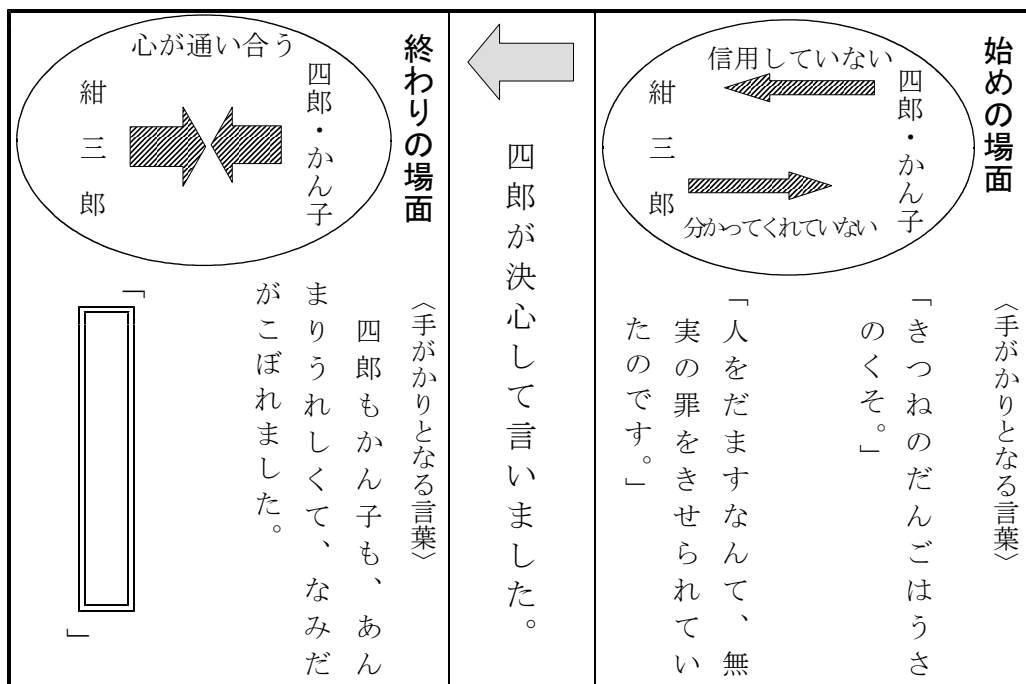 始めの場面
信用していない
四郎・かん子
紺三郎
分かってくれていない
〈手がかりとなる言葉〉
「きつねのだんごはうさ
のくそ。」
「人をだますなんて、無
実の罪をきせられてい
たのです。」
四郎が決心して言いました。
終わりの場面
心が通い合う
四郎・かん子
紺三郎
〈手がかりとなる言葉〉
四郎もかん子も、あん
まりうれしくて、なみだ
がこぼれました。
「
」